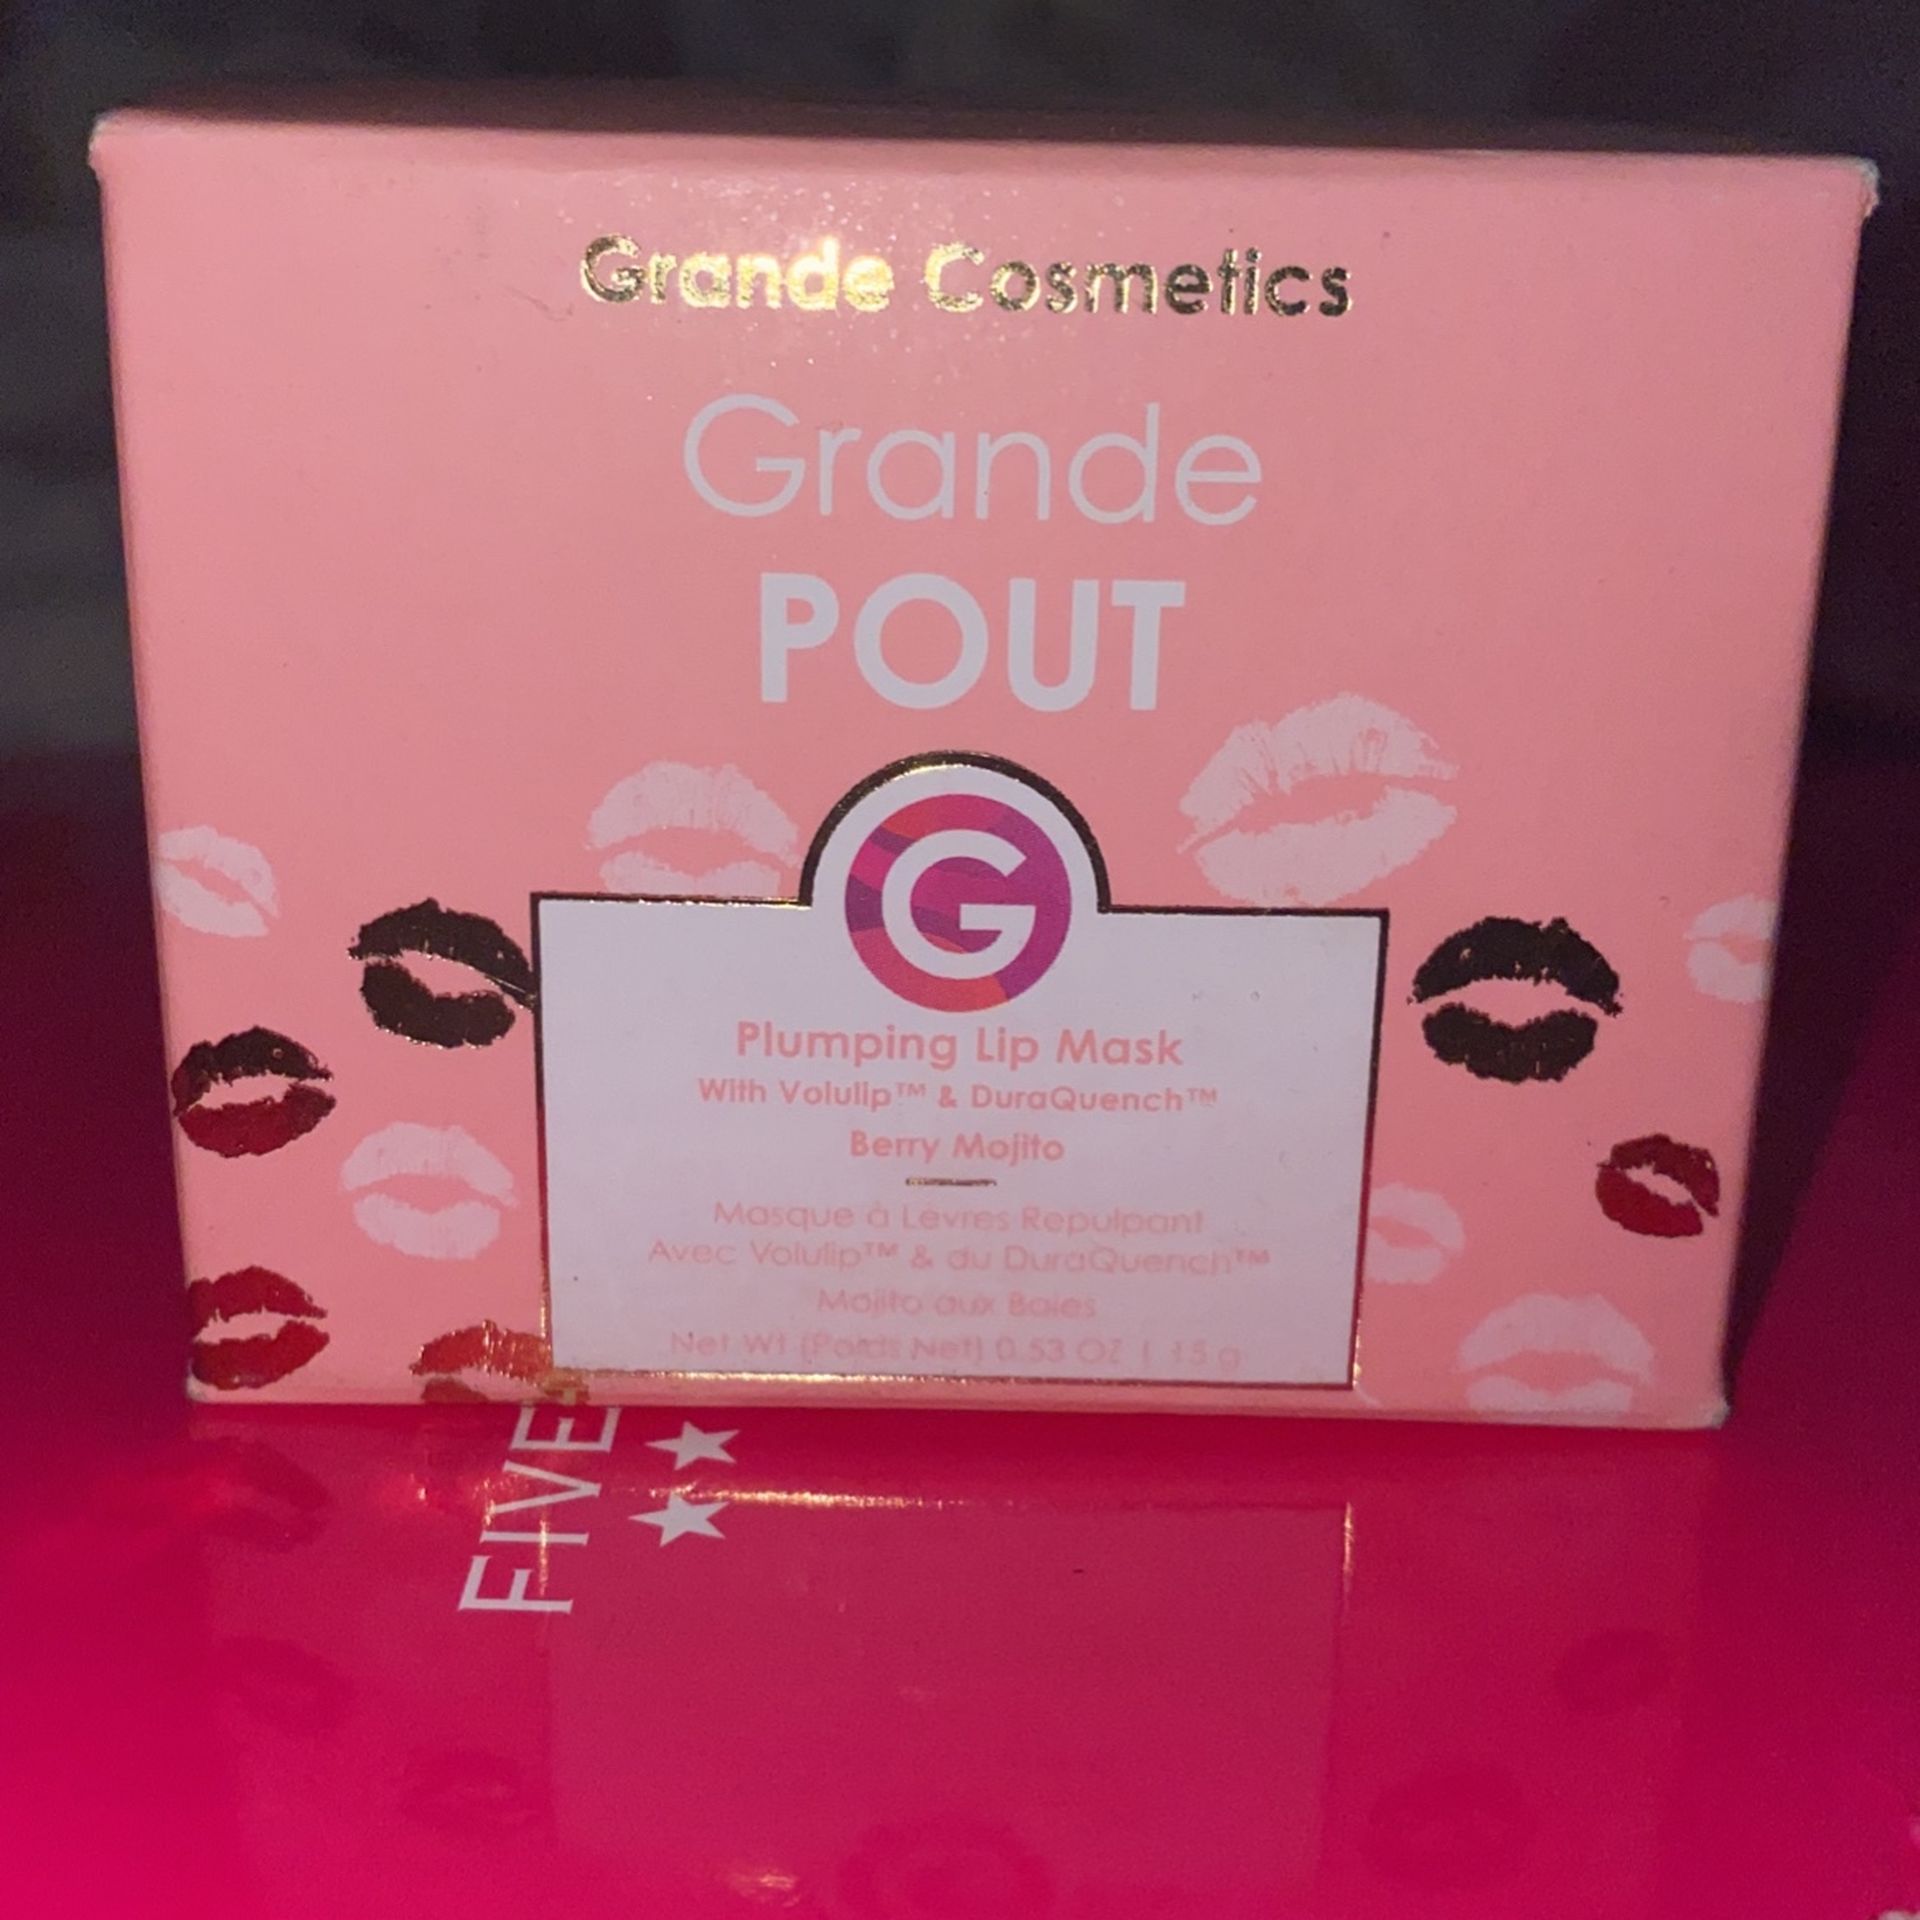 Grande Cosmetics
Grande
POUT
G
Plumping Lip Mask
With Volulip™ & DuraQuench™
Berry Mojito
Masque à Lèvres Repulpant
Avec Volulip™ & du DuraQuench™
Mojito aux Baies
Net Wt (Poids Net) 0.53 OZ | 15 g
FIVE